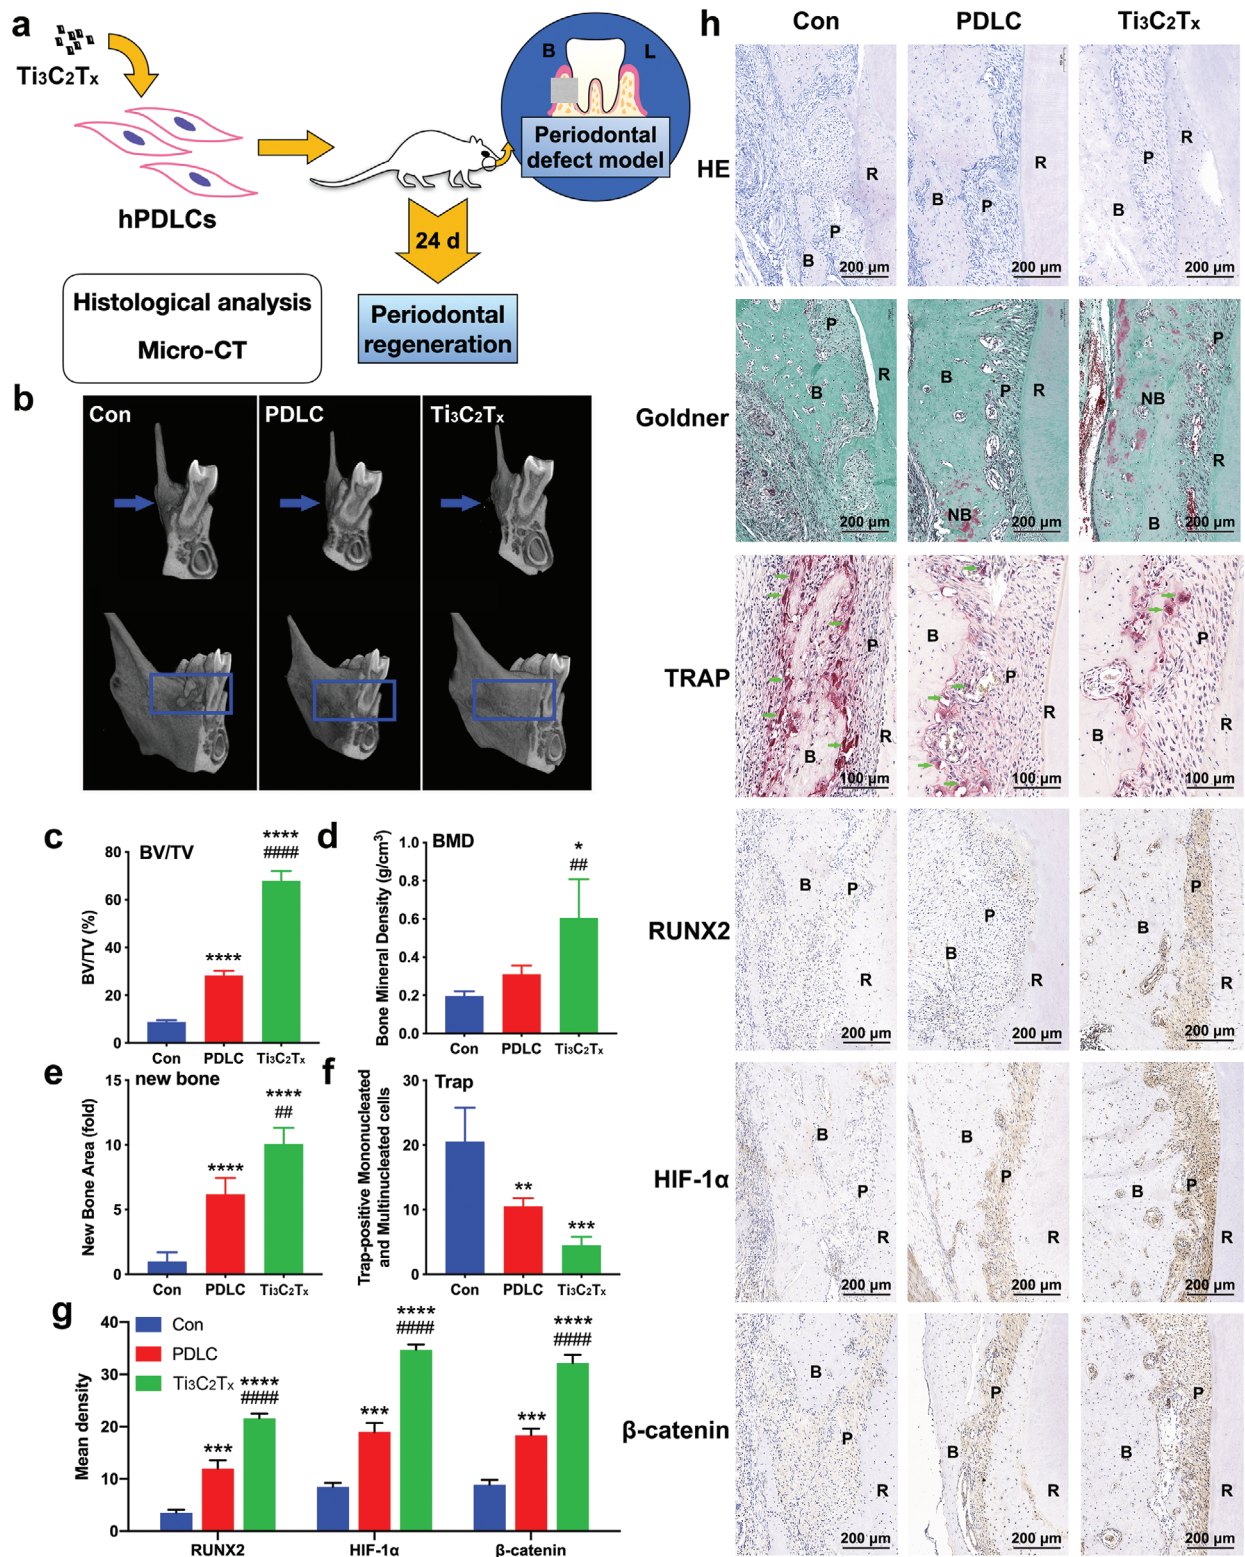 a
Ti3C2Tx
hPDLCs
B
L
Periodontal
defect model
24 d
Histological analysis
Micro-CT
Periodontal
regeneration
b
Con
PDLC
Ti3C2Tx
c
BV/TV
BV/TV (%)
80
60
40
20
0
****
****
####
Con
PDLC
Ti3C2Tx
d
BMD
Bone Mineral Density (g/cm3)
1.0
0.8
0.6
0.4
0.2
0.0
*
##
Con
PDLC
Ti3C2Tx
e
new bone
New Bone Area (fold)
15
10
5
0
****
****
##
Con
PDLC
Ti3C2Tx
f
Trap
Trap-positive Mononucleated
and Multinucleated cells
30
20
10
0
**
***
Con
PDLC
Ti3C2Tx
g
Con
PDLC
Ti3C2Tx
Mean density
40
30
20
10
0
***
****
####
***
****
####
***
****
####
RUNX2
HIF-1α
β-catenin
h
Con
PDLC
Ti3C2Tx
HE
R
P
B
200 μm
B
P
R
200 μm
R
P
B
200 μm
Goldner
P
R
B
200 μm
B
P
R
NB
200 μm
P
NB
R
B
200 μm
TRAP
P
R
B
100 μm
B
P
R
100 μm
P
R
B
100 μm
RUNX2
B
P
R
200 μm
P
B
R
200 μm
P
B
R
200 μm
HIF-1α
B
P
R
200 μm
B
P
R
200 μm
P
B
R
200 μm
β-catenin
B
P
R
200 μm
P
B
R
200 μm
P
B
R
200 μm